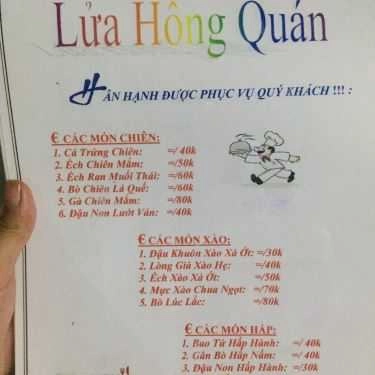 Lửa Hồng Quán
HÂN HẠNH ĐƯỢC PHỤC VỤ QUÝ KHÁCH !!! :
€ CÁC MÓN CHIÊN:
1. Cá Trứng Chiên: =/ 40k
2. Ếch Chiên Mắm: =/50k
3. Ếch Ran Muối Thái: =/60k
4. Bò Chiên Lá Quế: =/60k
5. Gà Chiên Mắm: =/80k
6. Đậu Non Lướt Ván: =/40k
€ CÁC MÓN XÀO:
1. Đậu Khuôn Xào Xả Ớt: =/30k
2. Lòng Già Xào Hẹ: =/40k
3. Ếch Xào Xả Ớt: =/50k
4. Mực Xào Chua Ngọt: =/70k
5. Bò Lúc Lắc: =/80k
€ CÁC MÓN HẤP:
1. Bao Tử Hấp Hành: =/ 40k
2. Gân Bò Hấp Nấm: =/ 40k
3. Đậu Non Hấp Hành: =/30k